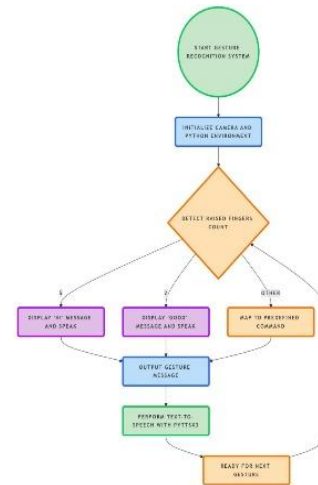 START GESTURE
RECOGNITION SYSTEM
INITIALIZE CAMERA AND
PYTHON ENVIRONMENT
DETECT RAISED FINGERS
COUNT
5
2
OTHER
DISPLAY 'HI' MESSAGE
AND SPEAK
DISPLAY 'GOOD'
MESSAGE AND SPEAK
MAP TO PREDEFINED
COMMAND
OUTPUT GESTURE
MESSAGE
PERFORM TEXT-TO-
SPEECH WITH PYTTSX3
READY FOR NEXT
GESTURE